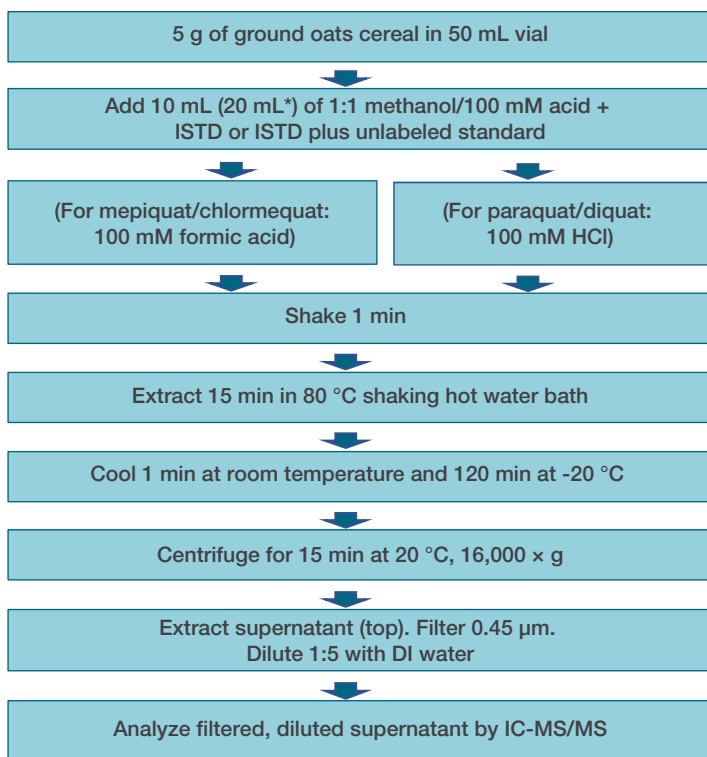 5 g of ground oats cereal in 50 mL vial
Add 10 mL (20 mL*) of 1:1 methanol/100 mM acid +
ISTD or ISTD plus unlabeled standard
(For mepiquat/chlormequat:
100 mM formic acid)
(For paraquat/diquat:
100 mM HCl)
Shake 1 min
Extract 15 min in 80 °C shaking hot water bath
Cool 1 min at room temperature and 120 min at -20 °C
Centrifuge for 15 min at 20 °C, 16,000 × g
Extract supernatant (top). Filter 0.45 µm.
Dilute 1:5 with DI water
Analyze filtered, diluted supernatant by IC-MS/MS